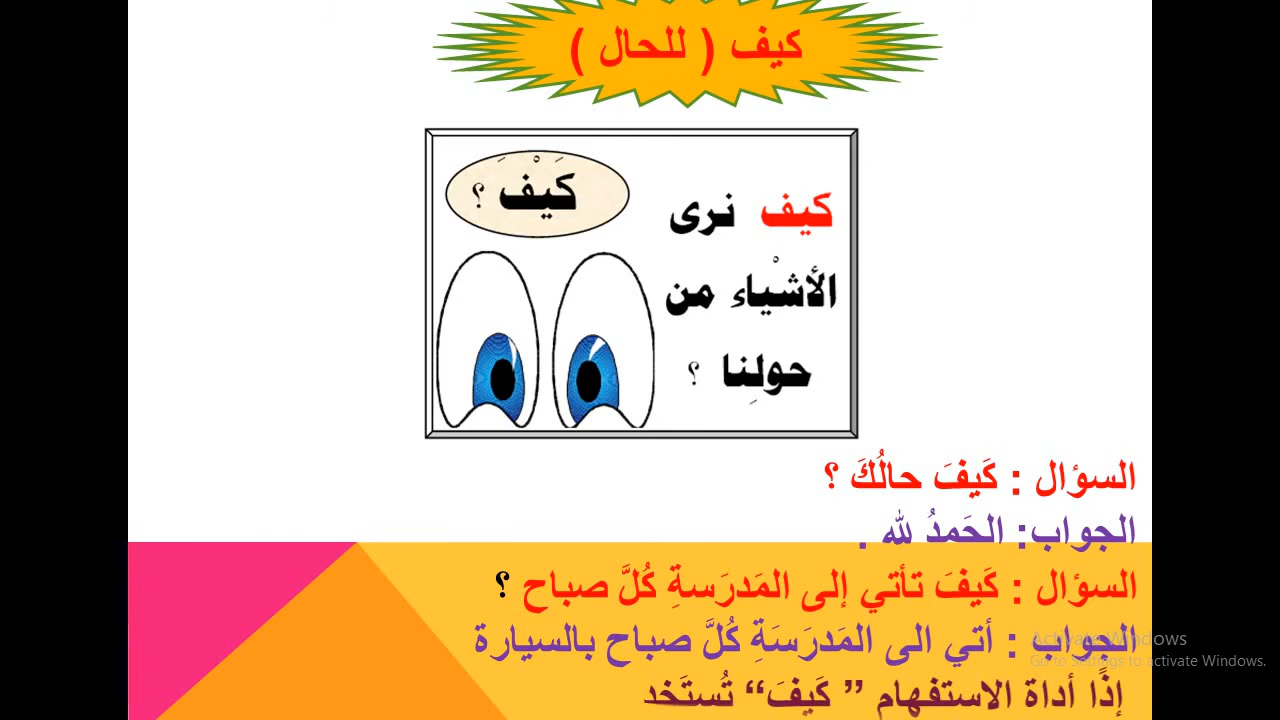 كيف ( للحال )
كَيْفَ ؟
كيف نرى
الأشْياء من
حولِنا ؟
السؤال : كَيفَ حالُكَ ؟
الجواب: الحَمدُ لله .
السؤال : كَيفَ تأتي إلى المَدرَسةِ كُلَّ صباح ؟
الجواب : أتي الى المَدرَسَةِ كُلَّ صباح بالسيارة
Activate Windows
Go to Settings to activate Windows.
إذًا أداة الاستفهام ” كَيفَ“ تُستَخد